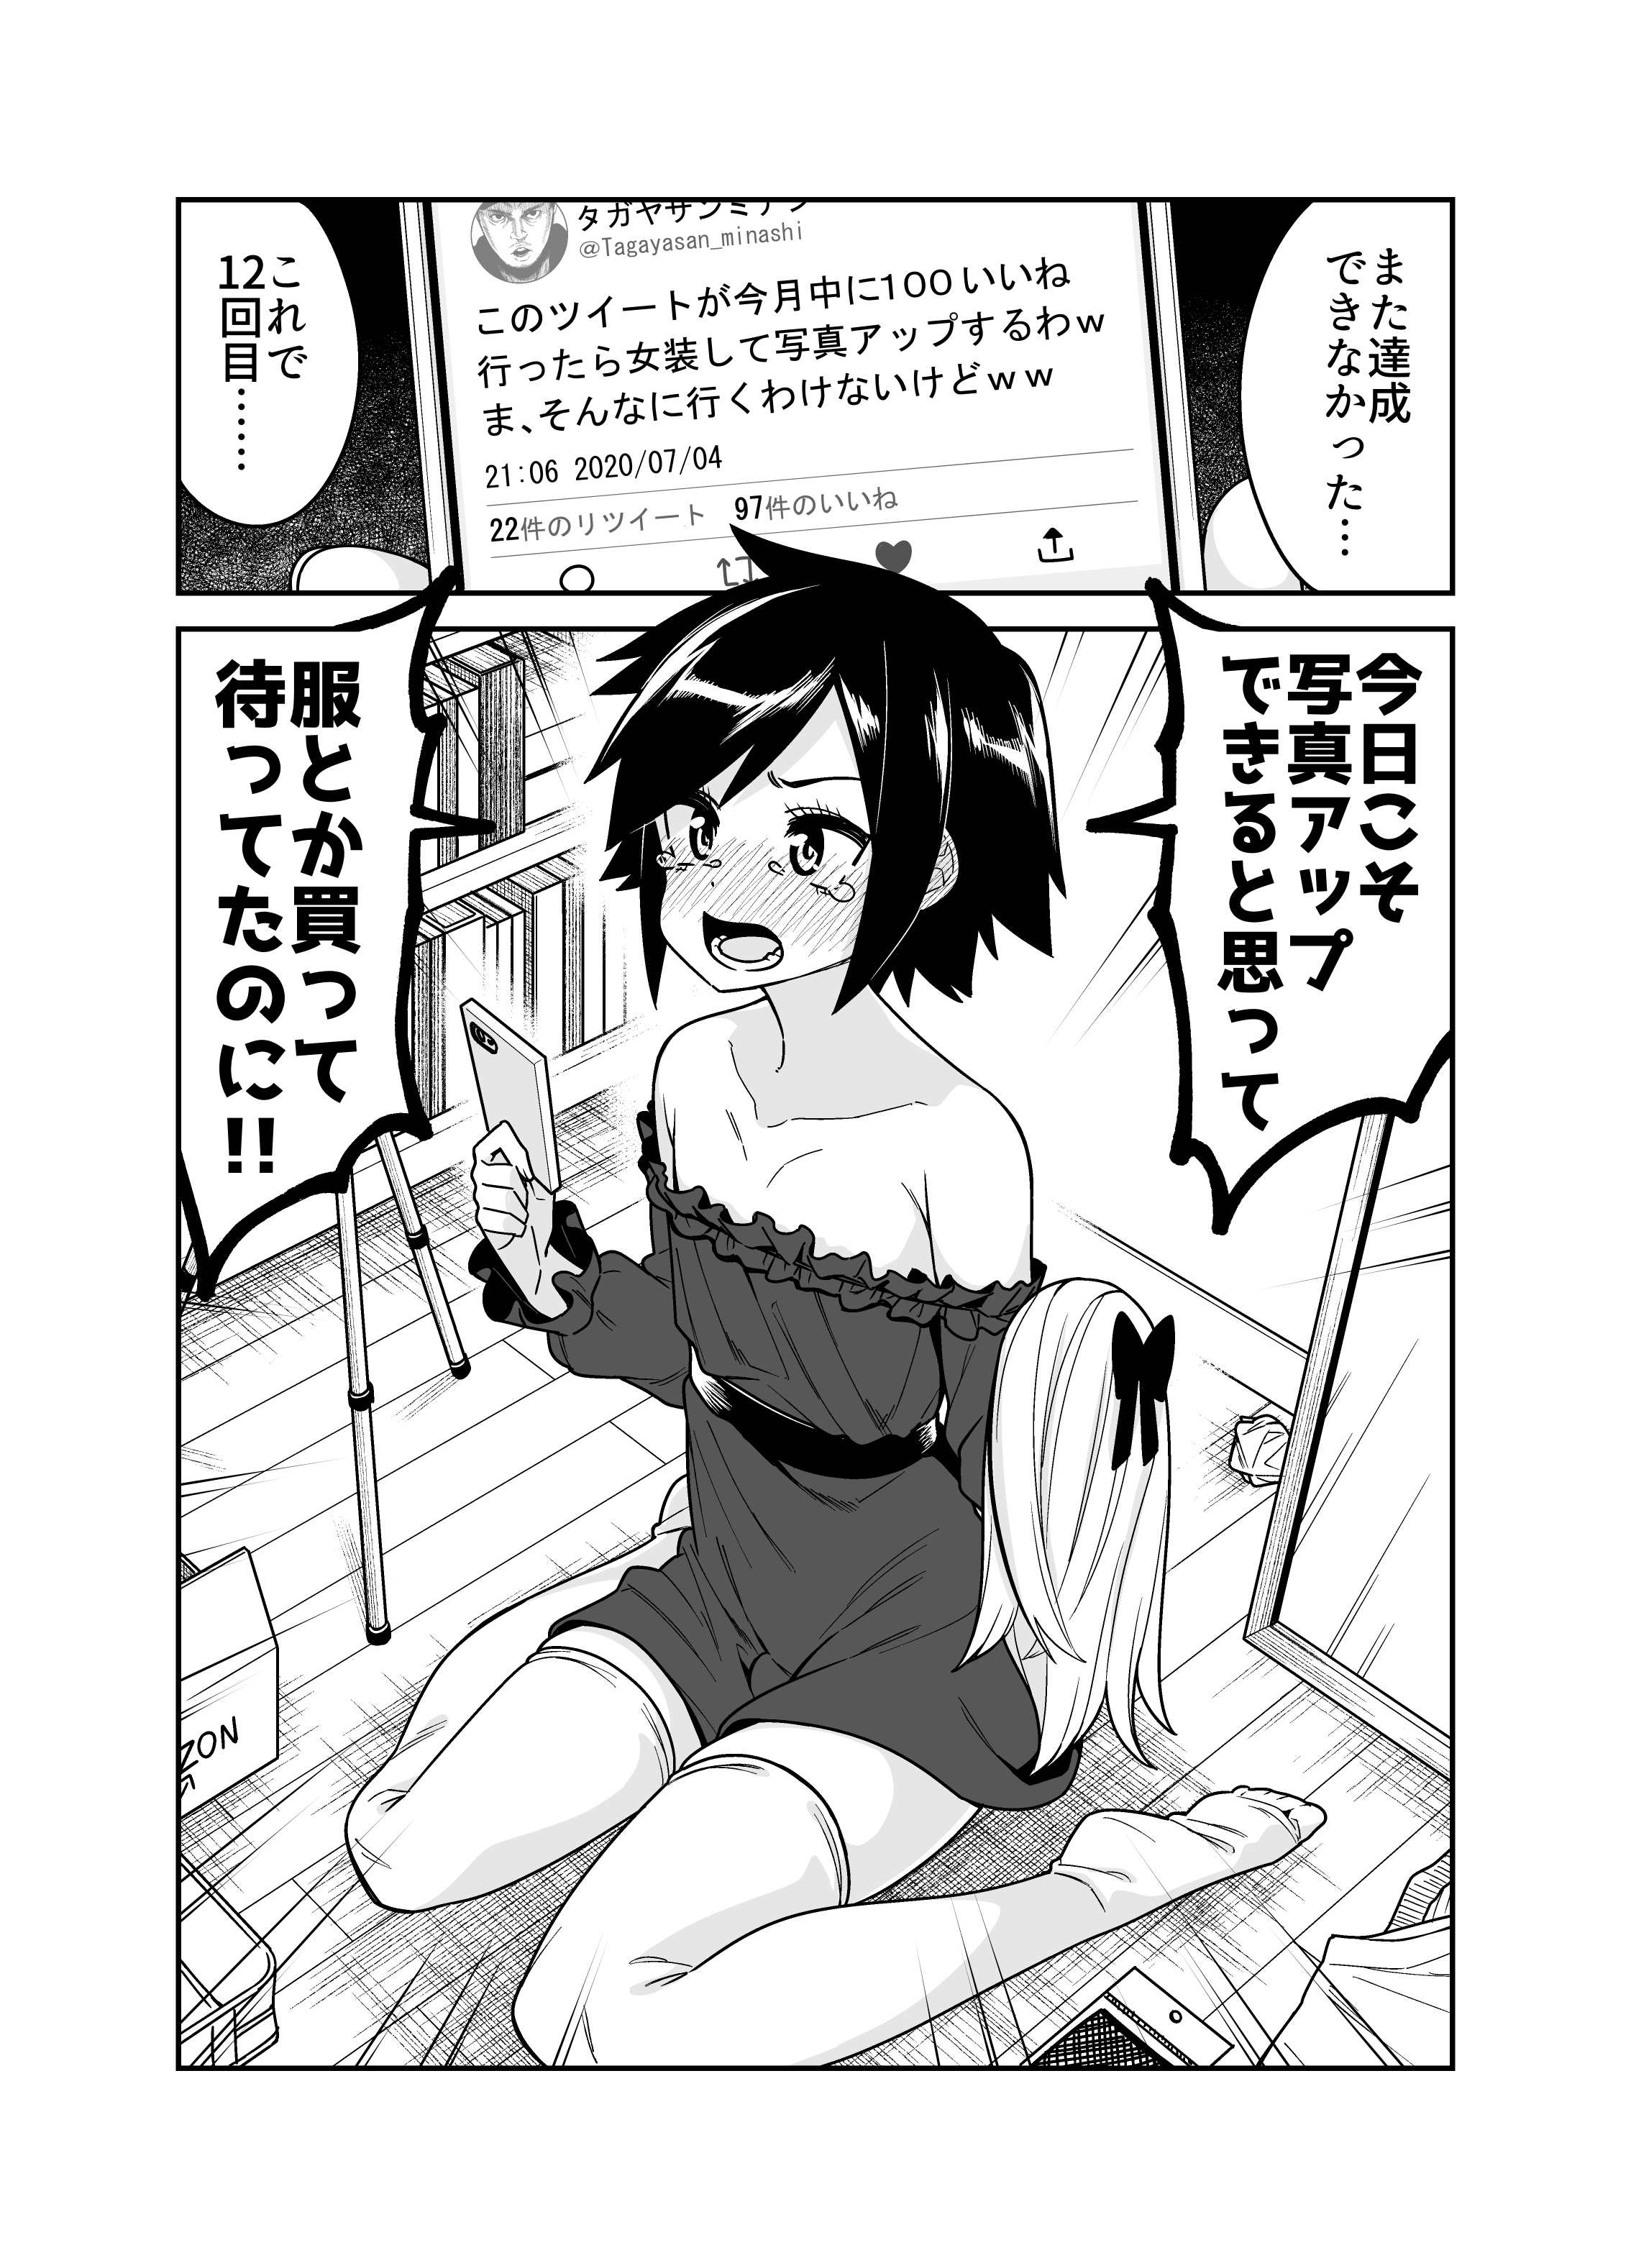 また達成
できなかった…
タガヤサンミナシ
@Tagayasan_minashi
このツイートが今月中に100いいね
行ったら女装して写真アップするわw
ま、そんなに行くわけないけどww
21:06 2020/07/04
22件のリツイート 97件のいいね
これで
12回目……
今日こそ
写真アップ
できると思って
服とか買って
待ってたのに!!
ZON